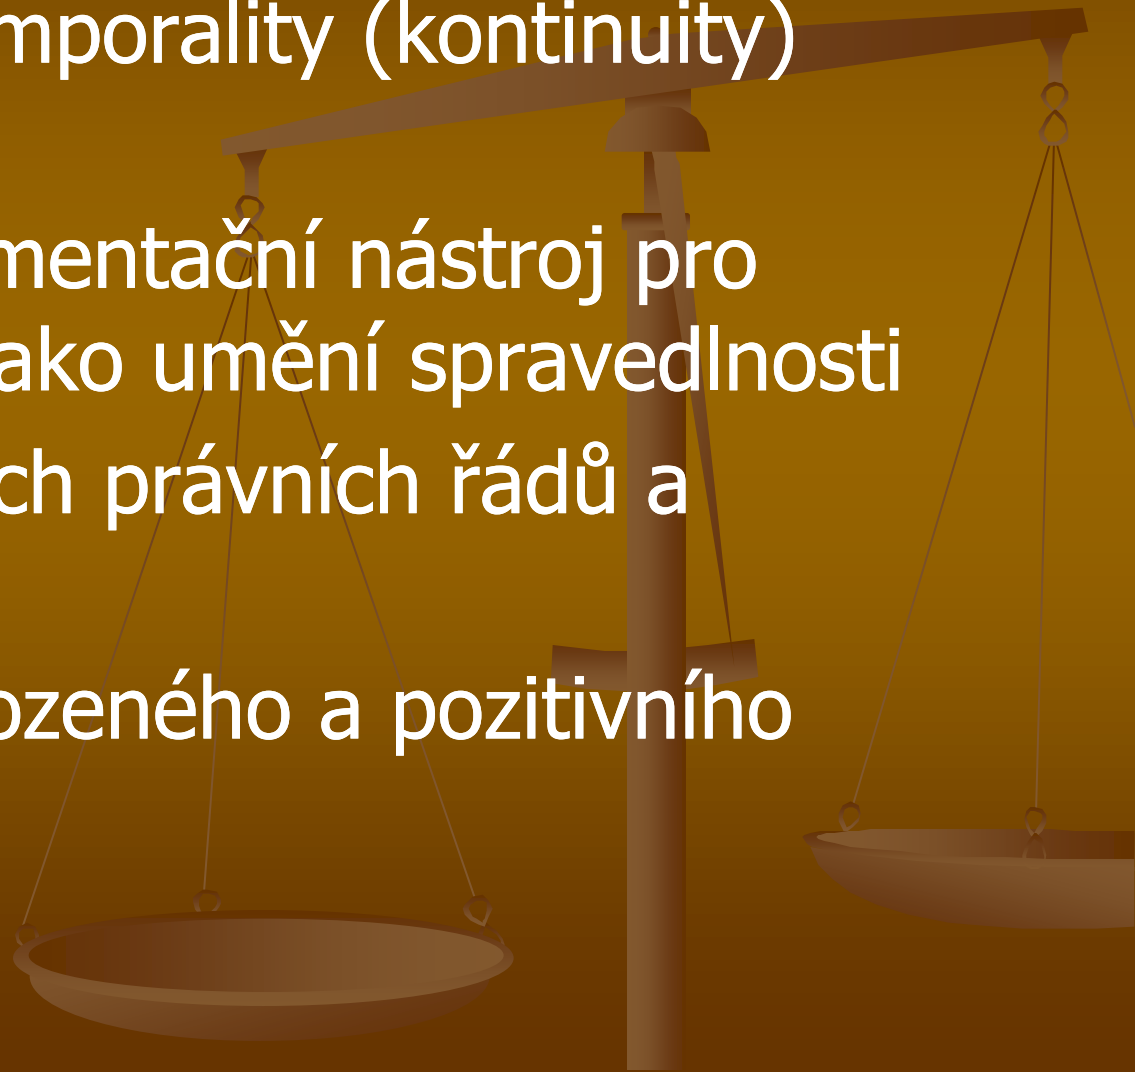 mporality (kontinuity)
mentační nástroj pro
ako umění spravedlnosti
ch právních řádů a
ozeného a pozitivního